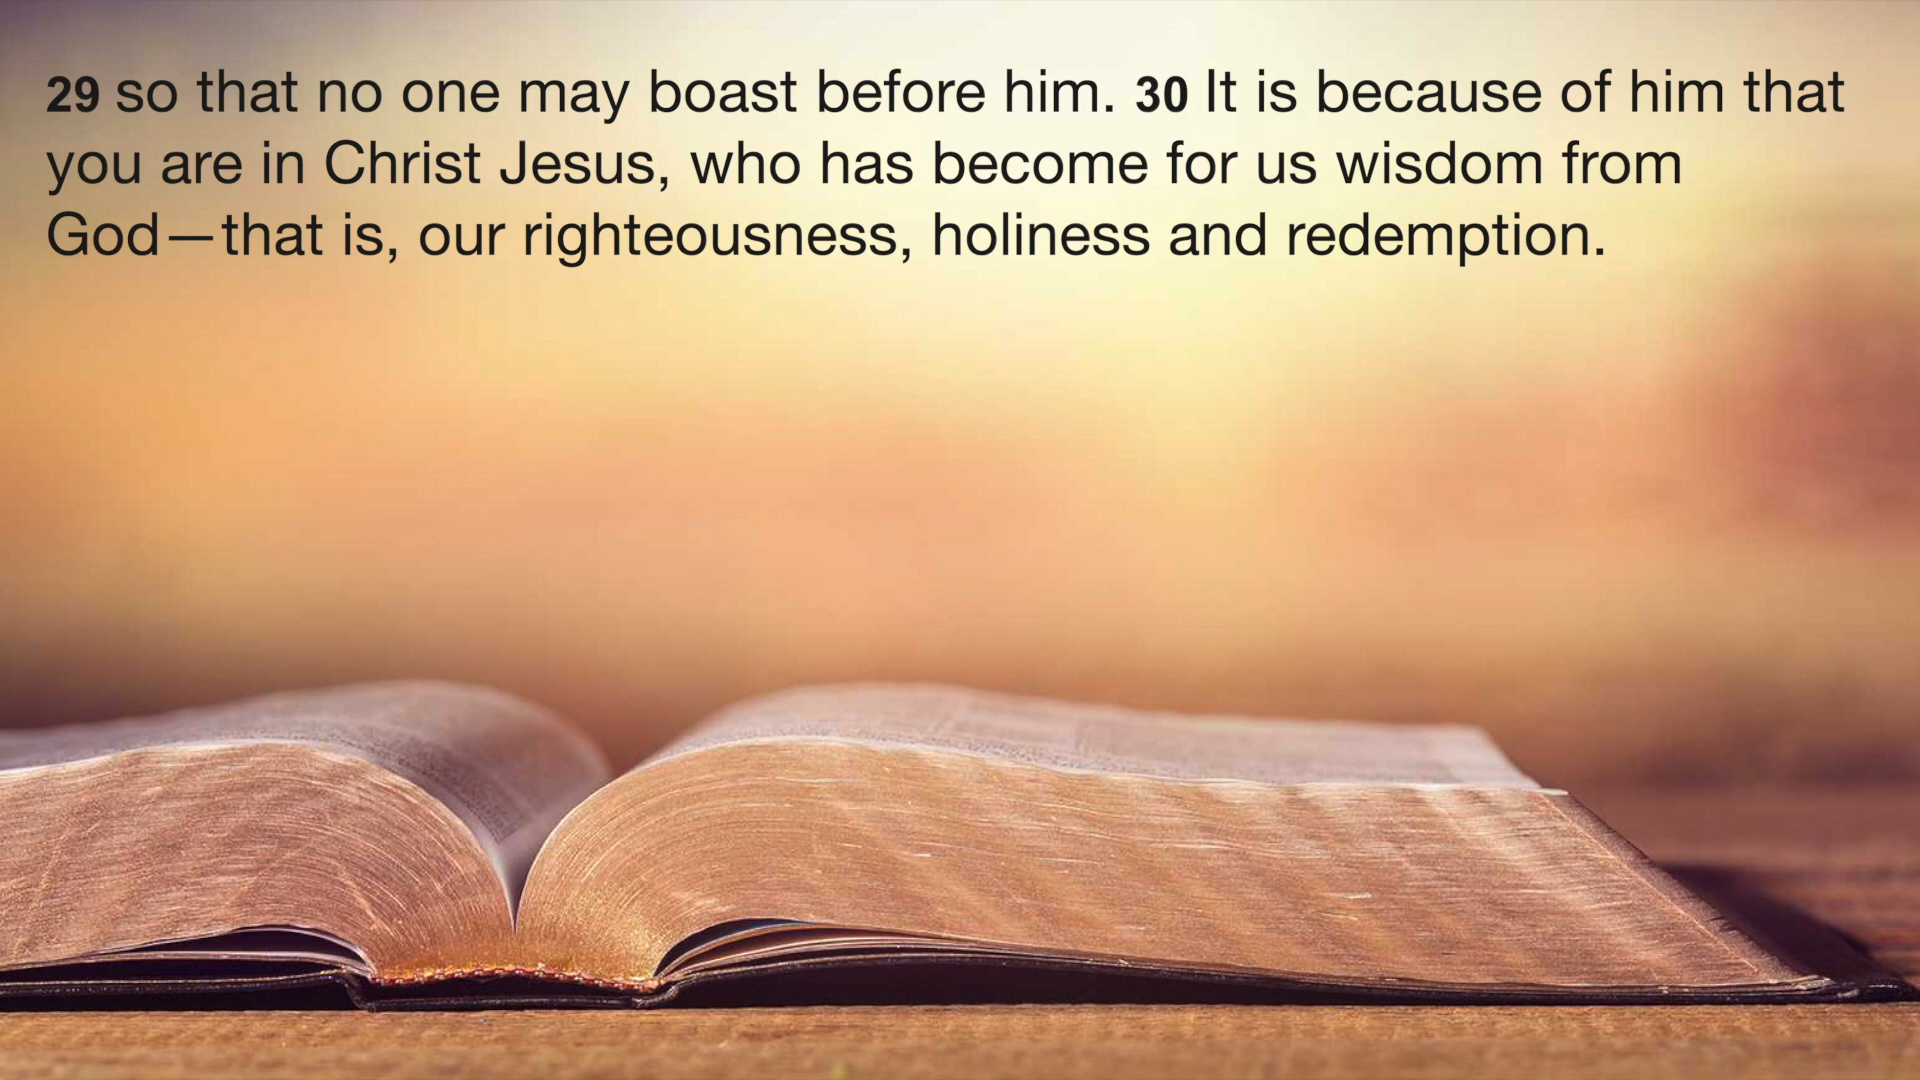 29 so that no one may boast before him. 30 It is because of him that
you are in Christ Jesus, who has become for us wisdom from
God—that is, our righteousness, holiness and redemption.